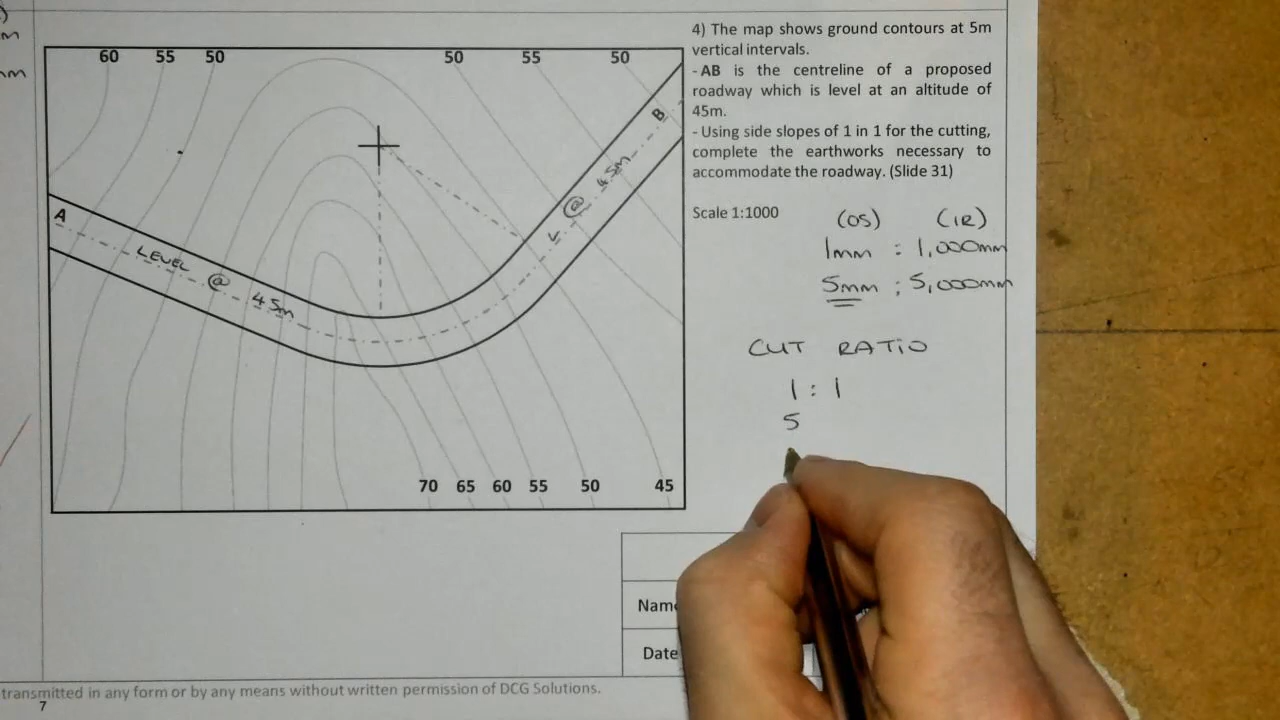 4) The map shows ground contours at 5m
vertical intervals.
- AB is the centreline of a proposed
roadway which is level at an altitude of
45m.
- Using side slopes of 1 in 1 for the cutting,
complete the earthworks necessary to
accommodate the roadway. (Slide 31)
Scale 1:1000
(OS) (IR)
1mm : 1,000mm
5mm : 5,000mm
CUT RATIO
1 : 1
5
60 55 50 50 55 50
A
LEVEL @ 45m
L @ 45m
B
70 65 60 55 50 45
Name
Date
transmitted in any form or by any means without written permission of DCG Solutions.
7